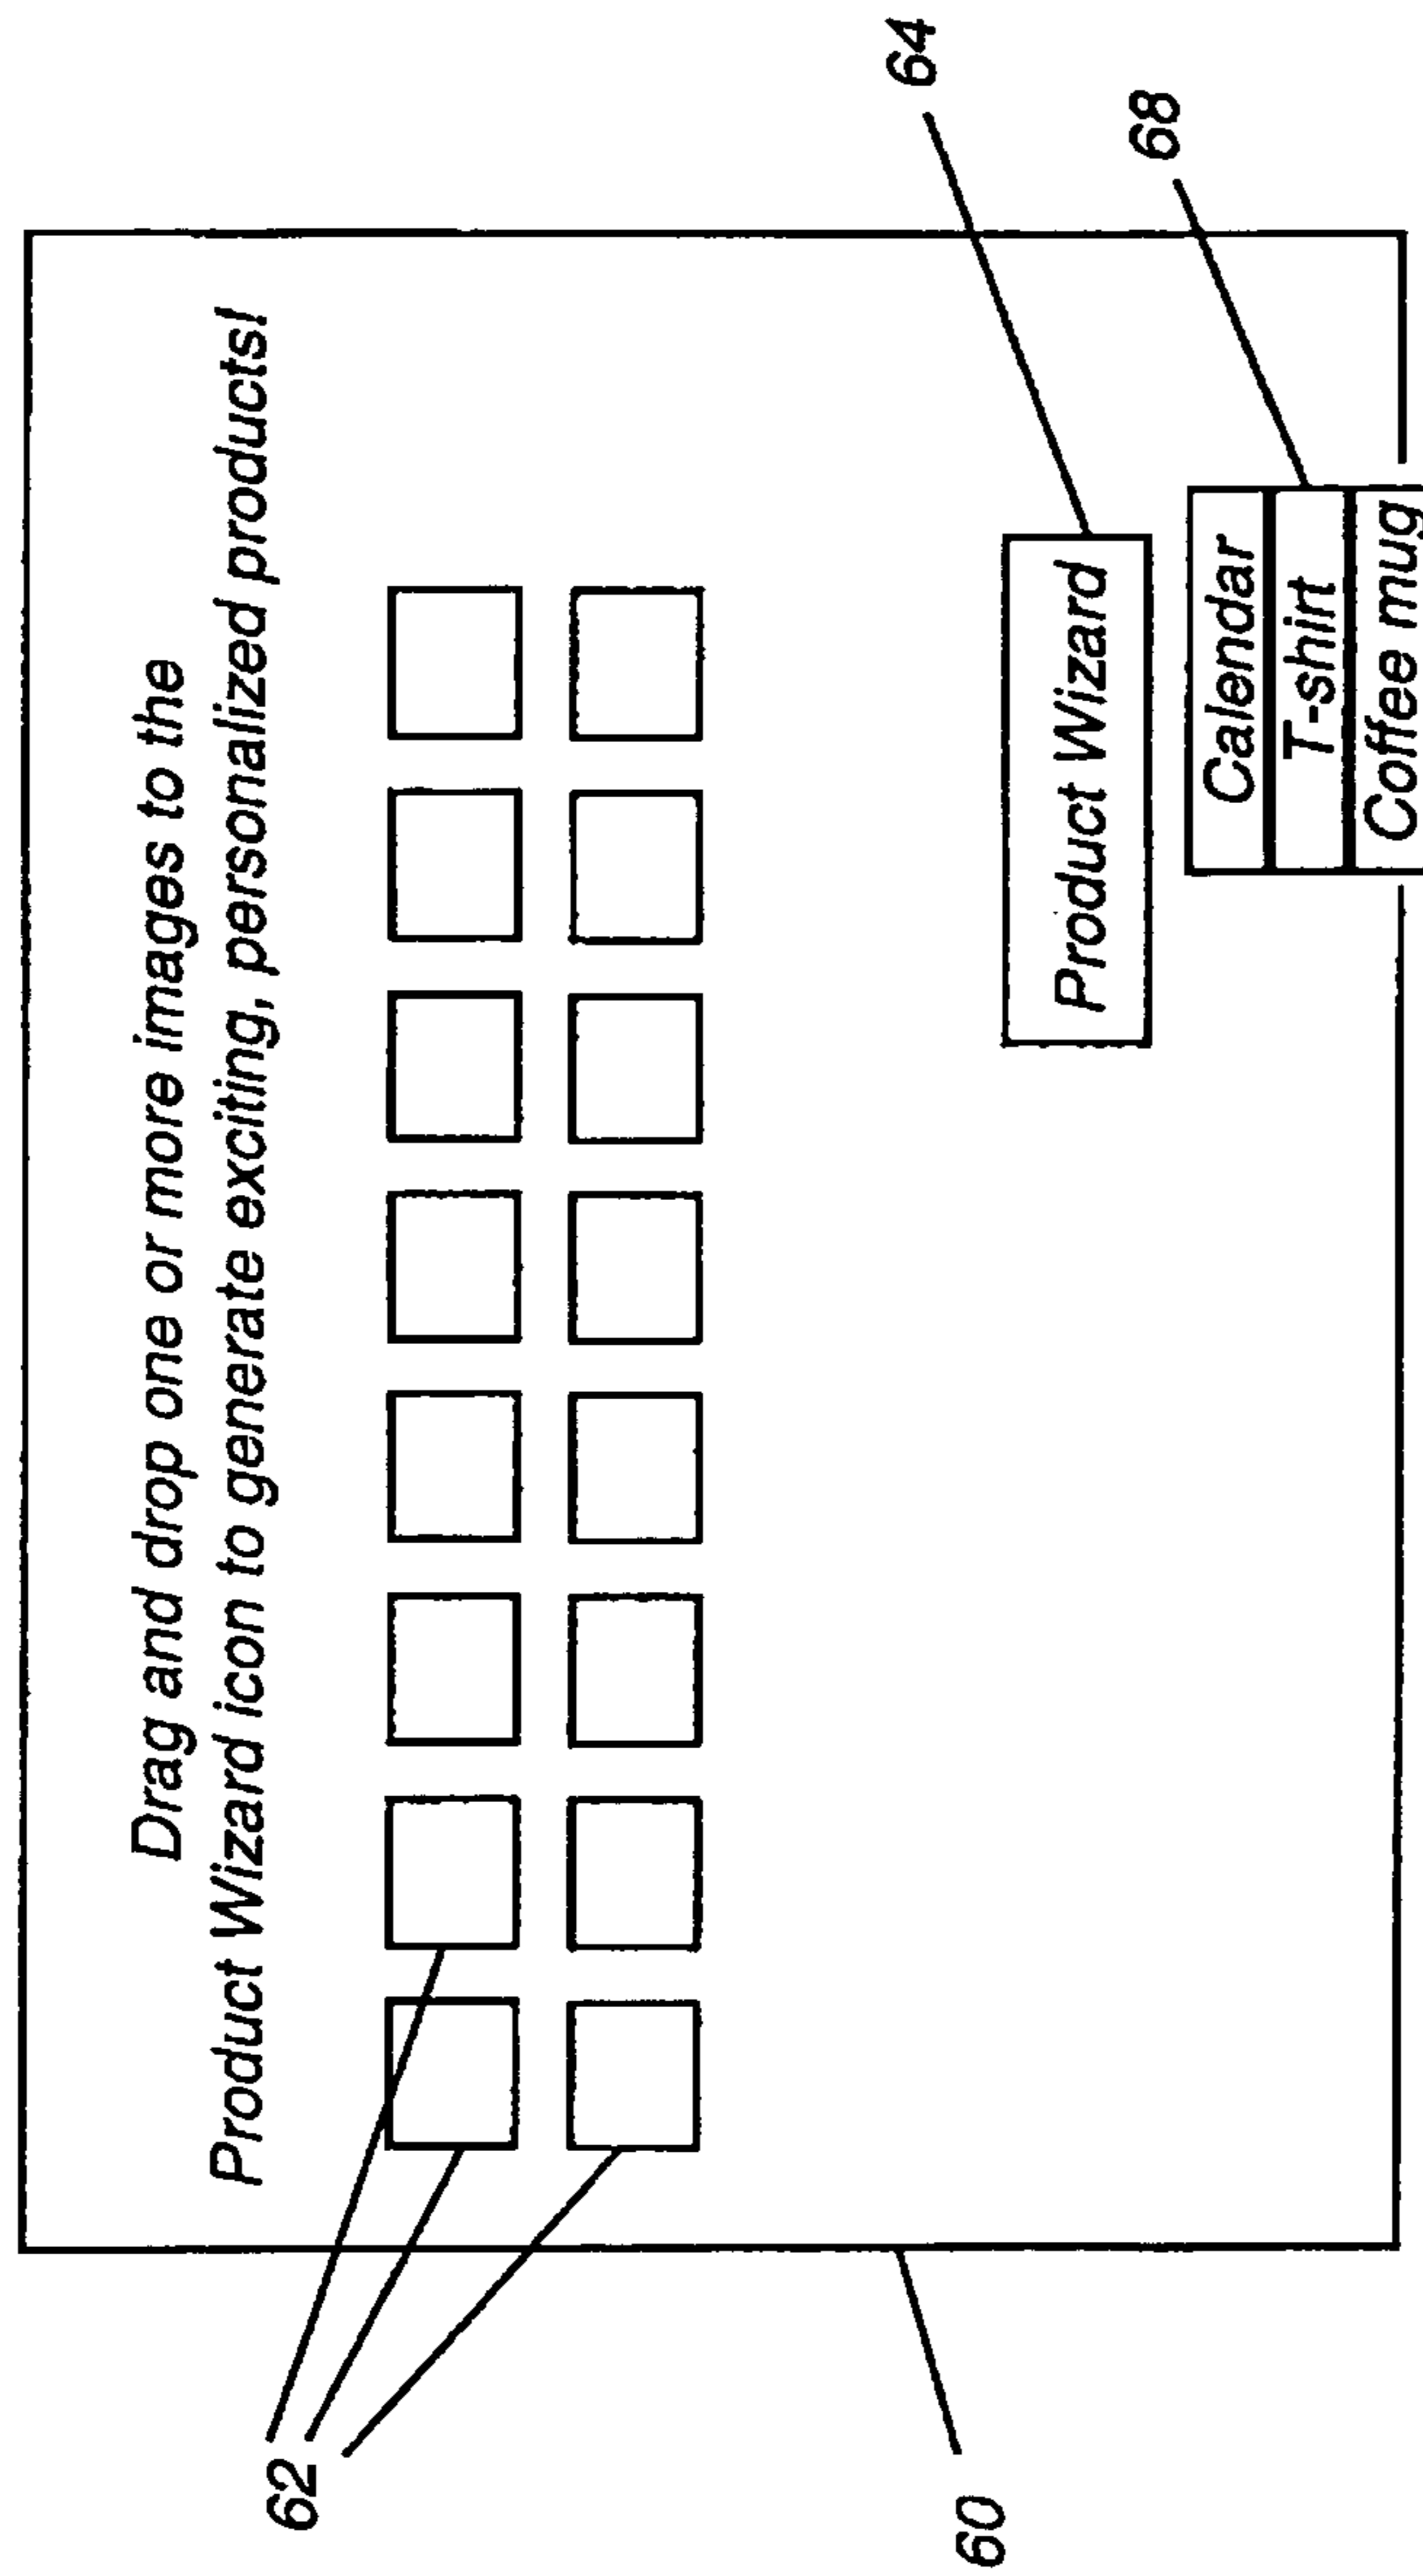 Drag and drop one or more images to the
Product Wizard icon to generate exciting, personalized products!
62
64
Product Wizard
68
Calendar
T-shirt
Coffee mug
60